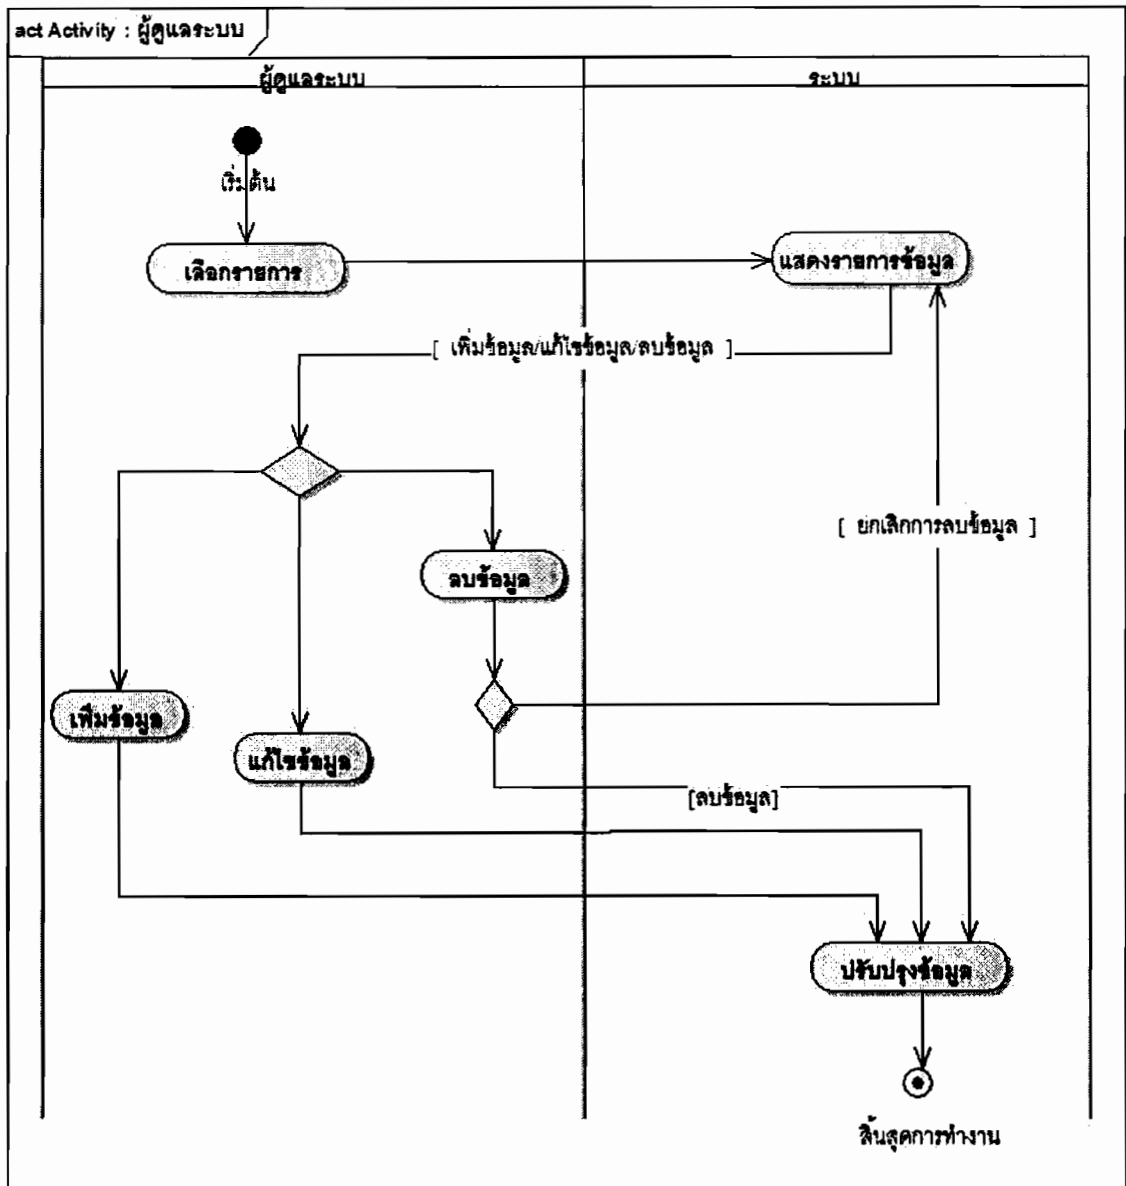 act Activity : ผู้ดูแลระบบ
ผู้ดูแลระบบ
ระบบ
เริ่มต้น
เลือกรายการ
แสดงรายการข้อมูล
[ เพิ่มข้อมูล/แก้ไขข้อมูล/ลบข้อมูล ]
[ ยกเลิกการลบข้อมูล ]
ลบข้อมูล
เพิ่มข้อมูล
แก้ไขข้อมูล
[ลบข้อมูล]
ปรับปรุงข้อมูล
สิ้นสุดการทำงาน